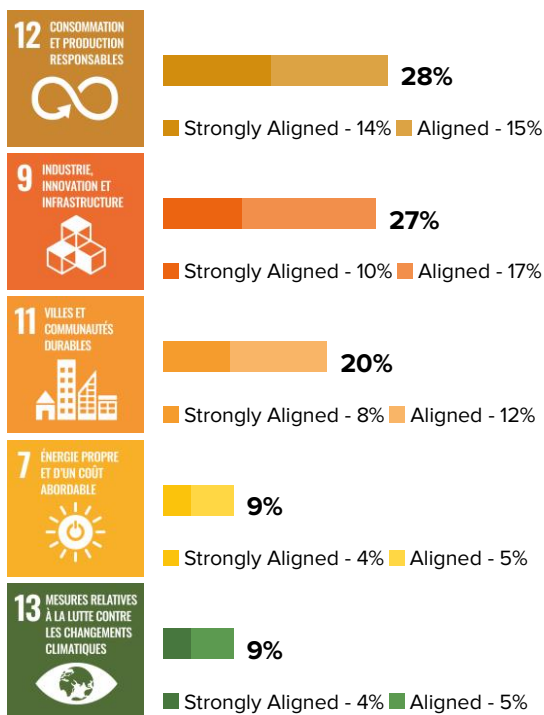 12 CONSOMMATION
ET PRODUCTION
RESPONSABLES
28%
Strongly Aligned - 14% Aligned - 15%
9 INDUSTRIE,
INNOVATION ET
INFRASTRUCTURE
27%
Strongly Aligned - 10% Aligned - 17%
11 VILLES ET
COMMUNAUTÉS
DURABLES
20%
Strongly Aligned - 8% Aligned - 12%
7 ÉNERGIE PROPRE
ET D'UN COÛT
ABORDABLE
9%
Strongly Aligned - 4% Aligned - 5%
13 MESURES RELATIVES
À LA LUTTE CONTRE
LES CHANGEMENTS
CLIMATIQUES
9%
Strongly Aligned - 4% Aligned - 5%